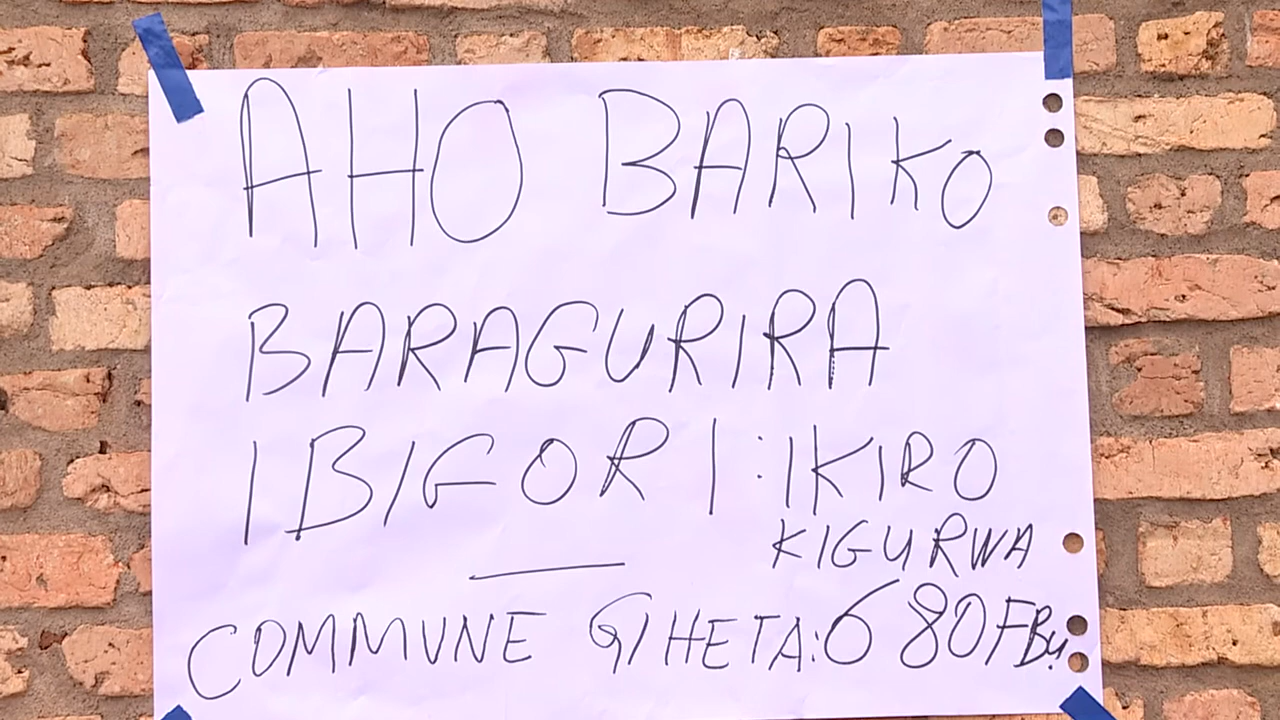 AHO BARIKO
BARAGURIRA
IBIGORI: IKIRO
KIGURWA
COMMUNE GIHETA: 680FBu